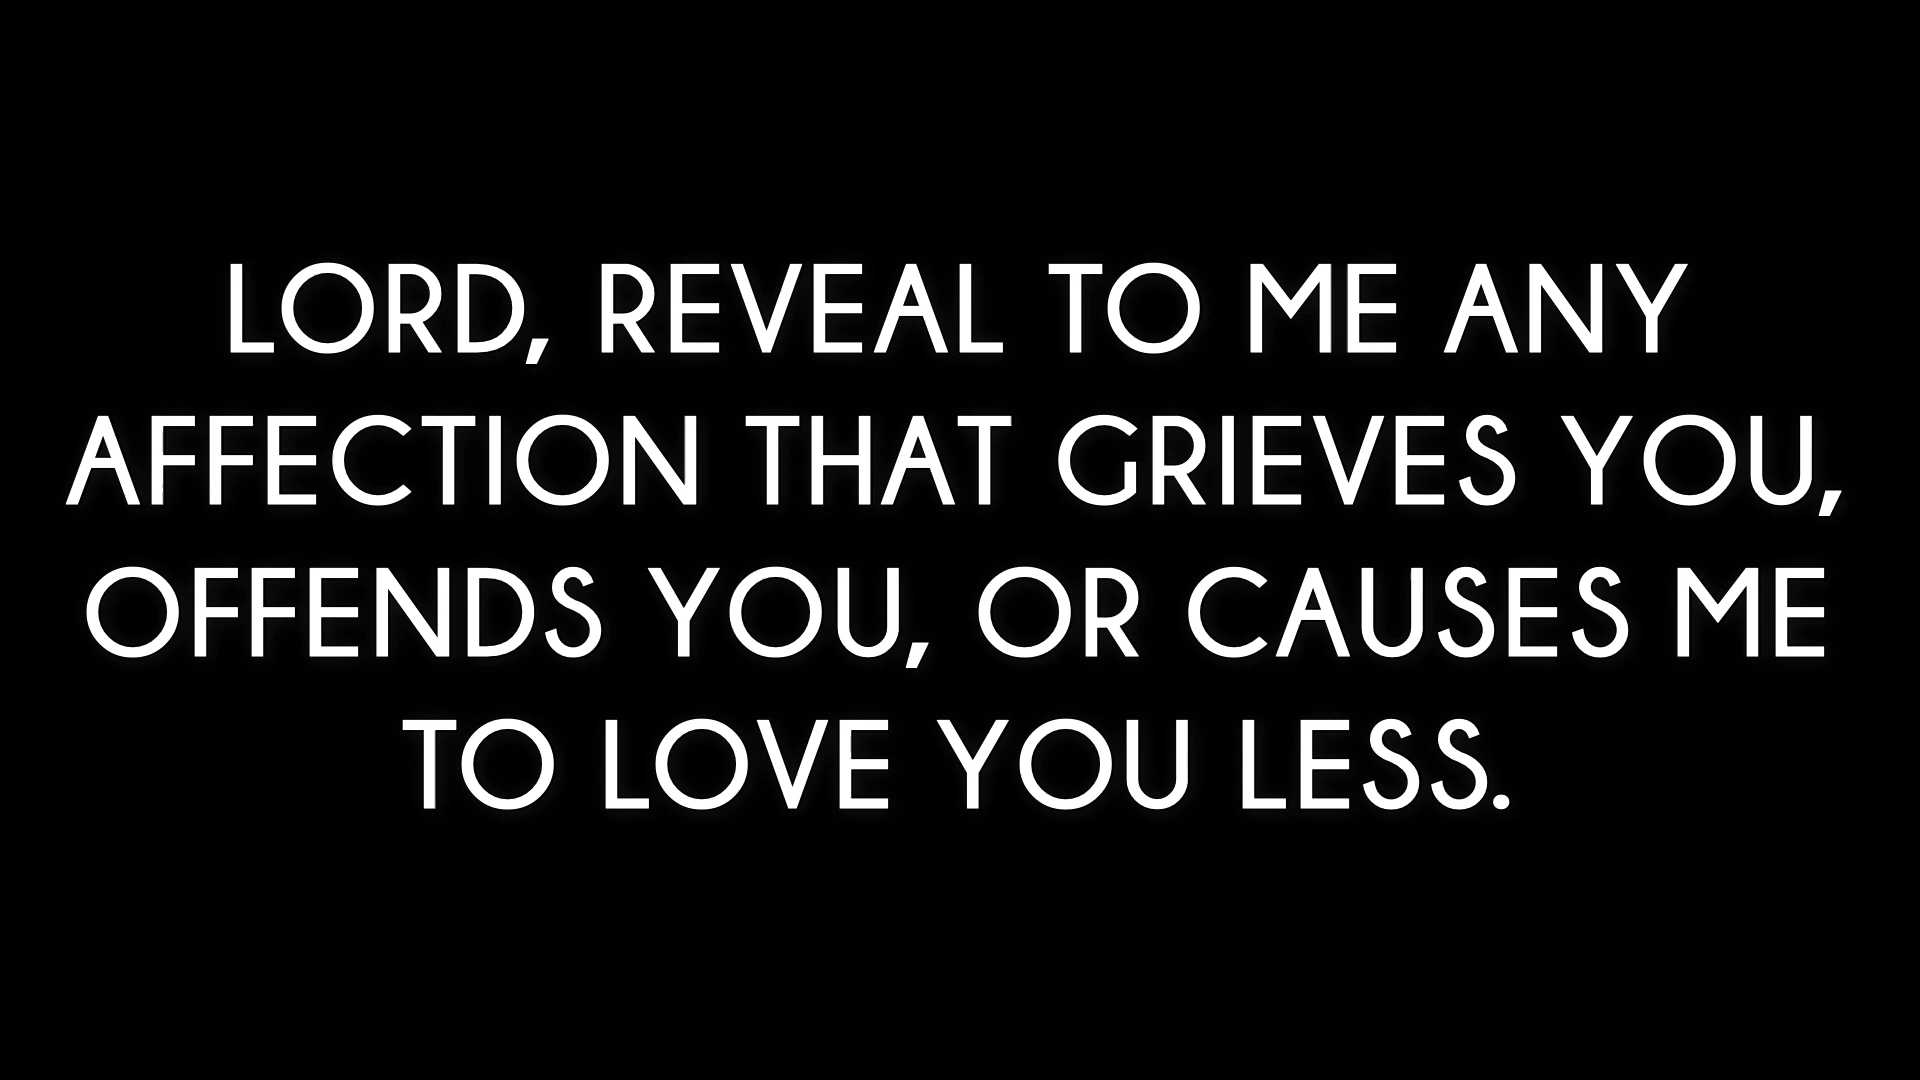 LORD, REVEAL TO ME ANY
AFFECTION THAT GRIEVES YOU,
OFFENDS YOU, OR CAUSES ME
TO LOVE YOU LESS.